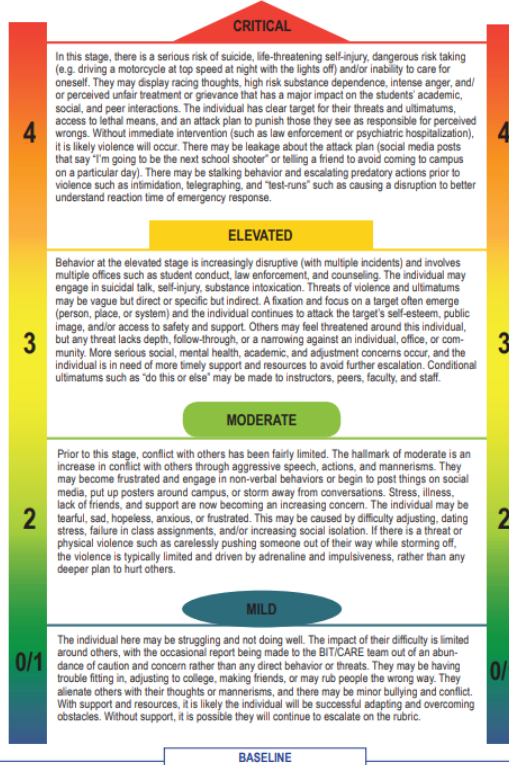 CRITICAL
In this stage, there is a serious risk of suicide, life-threatening self-injury, dangerous risk taking
(e.g. driving a motorcycle at top speed at night with the lights off) and/or inability to care for
oneself. They may display racing thoughts, high risk substance dependence, intense anger, and/
or perceived unfair treatment or grievance that has a major impact on the students' academic,
social, and peer interactions. The individual has clear target for their threats and ultimatums,
access to lethal means, and an attack plan to punish those they see as responsible for perceived
wrongs. Without immediate intervention (such as law enforcement or psychiatric hospitalization),
it is likely violence will occur. There may be leakage about the attack plan (social media posts
that say "I'm going to be the next school shooter" or telling a friend to avoid coming to campus
on a particular day). There may be stalking behavior and escalating predatory actions prior to
violence such as intimidation, telegraphing, and "test-runs" such as causing a disruption to better
understand reaction time of emergency response.
4
4
ELEVATED
Behavior at the elevated stage is increasingly disruptive (with multiple incidents) and involves
multiple offices such as student conduct, law enforcement, and counseling. The individual may
engage in suicidal talk, self-injury, substance intoxication. Threats of violence and ultimatums
may be vague but direct or specific but indirect. A fixation and focus on a target often emerge
(person, place, or system) and the individual continues to attack the target's self-esteem, public
image, and/or access to safety and support. Others may feel threatened around this individual,
but any threat lacks depth, follow-through, or a narrowing against an individual, office, or com-
munity. More serious social, mental health, academic, and adjustment concerns occur, and the
individual is in need of more timely support and resources to avoid further escalation. Conditional
ultimatums such as "do this or else" may be made to instructors, peers, faculty, and staff.
3
3
MODERATE
Prior to this stage, conflict with others has been fairly limited. The hallmark of moderate is an
increase in conflict with others through aggressive speech, actions, and mannerisms. They
may become frustrated and engage in non-verbal behaviors or begin to post things on social
media, put up posters around campus, or storm away from conversations. Stress, illness,
lack of friends, and support are now becoming an increasing concern. The individual may be
tearful, sad, hopeless, anxious, or frustrated. This may be caused by difficulty adjusting, dating
stress, failure in class assignments, and/or increasing social isolation. If there is a threat or
physical violence such as carelessly pushing someone out of their way while storming off,
the violence is typically limited and driven by adrenaline and impulsiveness, rather than any
deeper plan to hurt others.
2
2
MILD
The individual here may be struggling and not doing well. The impact of their difficulty is limited
around others, with the occasional report being made to the BIT/CARE team out of an abun-
dance of caution and concern rather than any direct behavior or threats. They may be having
trouble fitting in, adjusting to college, making friends, or may rub people the wrong way. They
alienate others with their thoughts or mannerisms, and there may be minor bullying and conflict.
With support and resources, it is likely the individual will be successful adapting and overcoming
obstacles. Without support, it is possible they will continue to escalate on the rubric.
0/1
0/
BASELINE